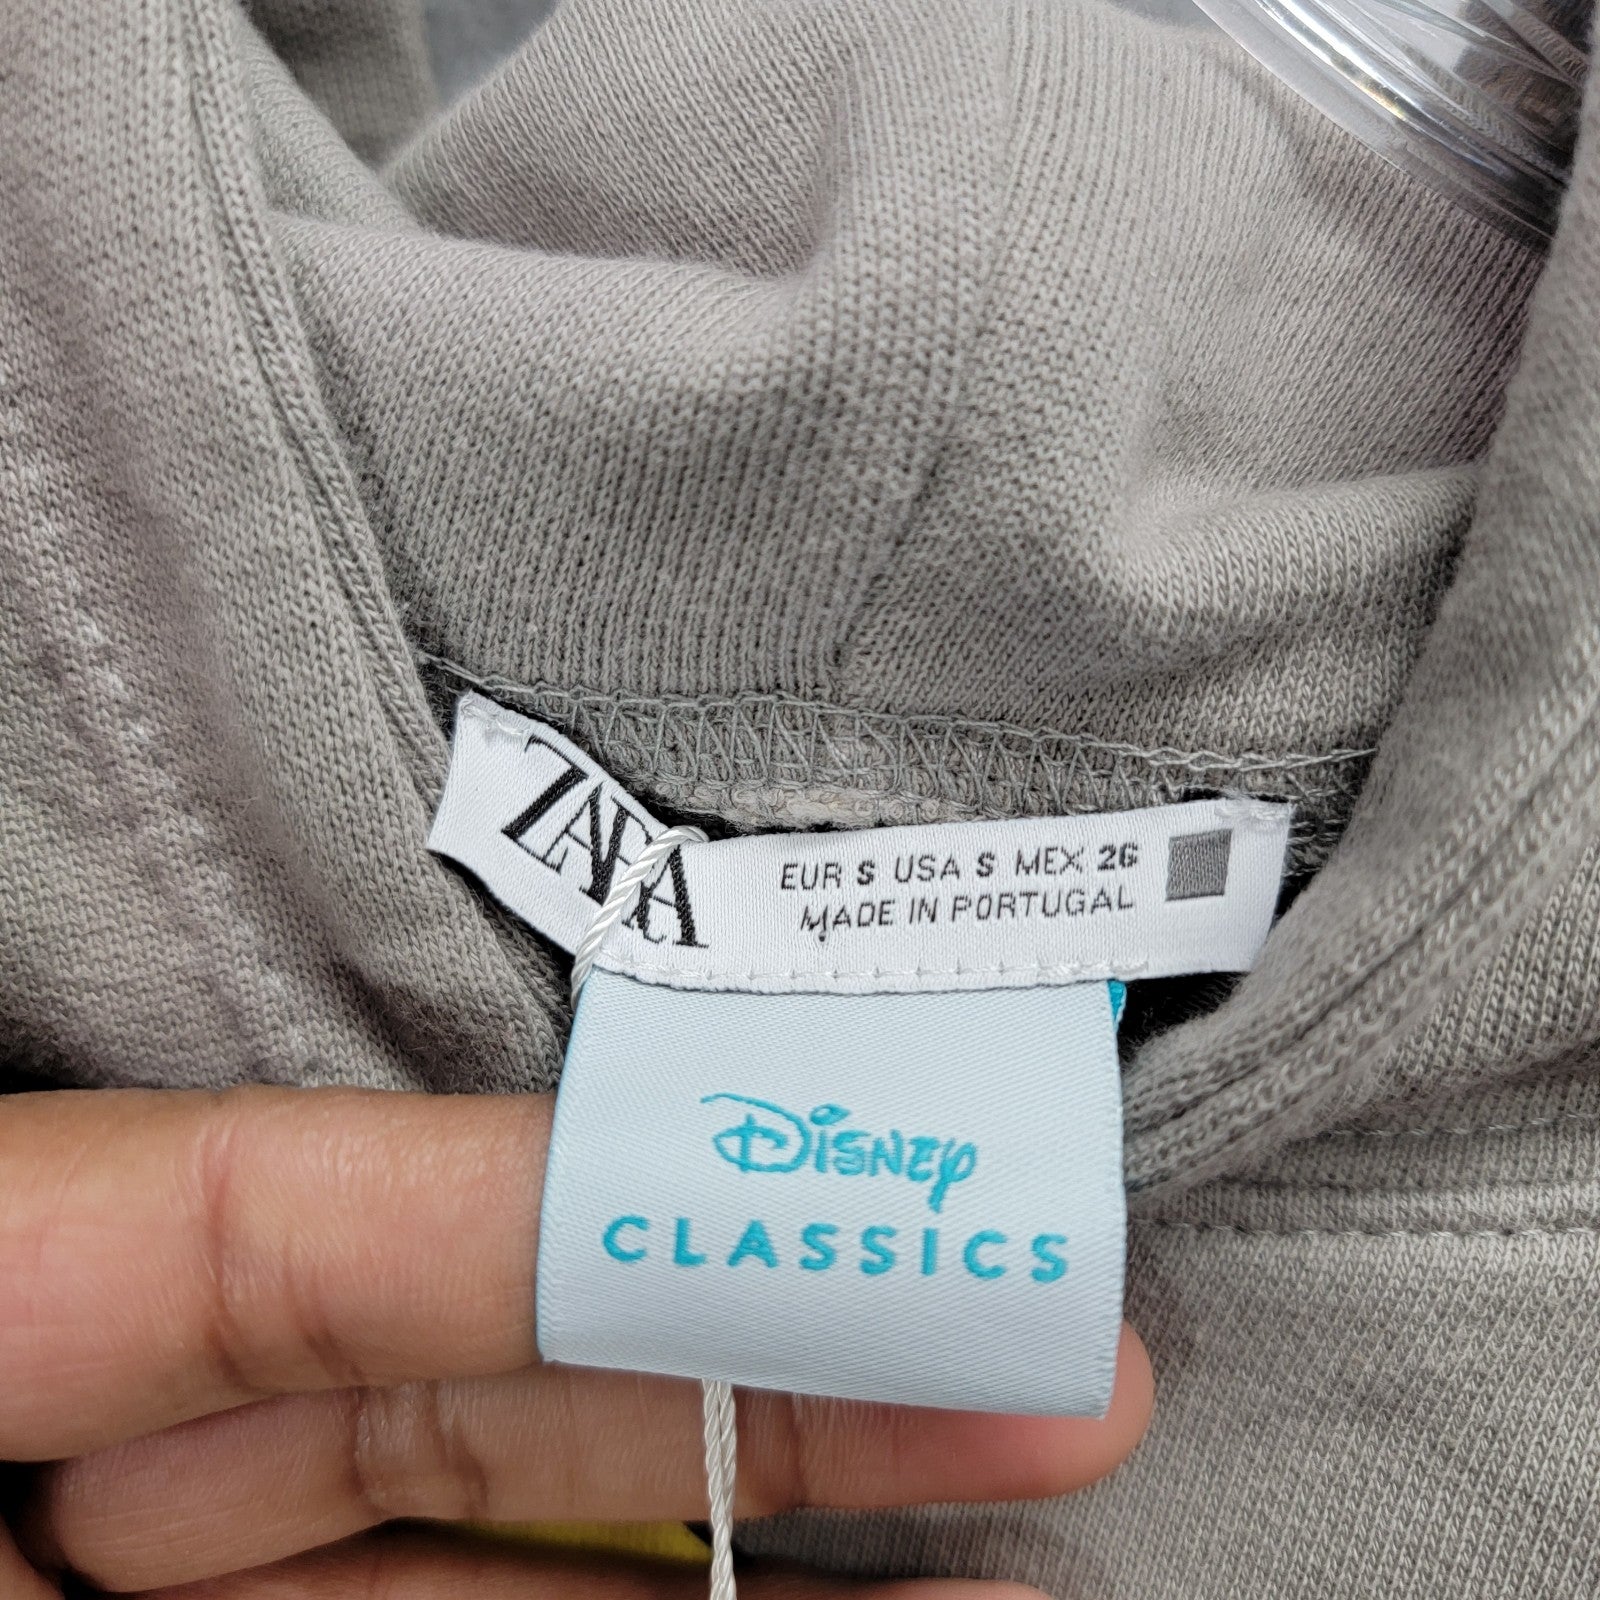 ZARA
EUR S USA S MEX 26
MADE IN PORTUGAL
Disney
CLASSICS